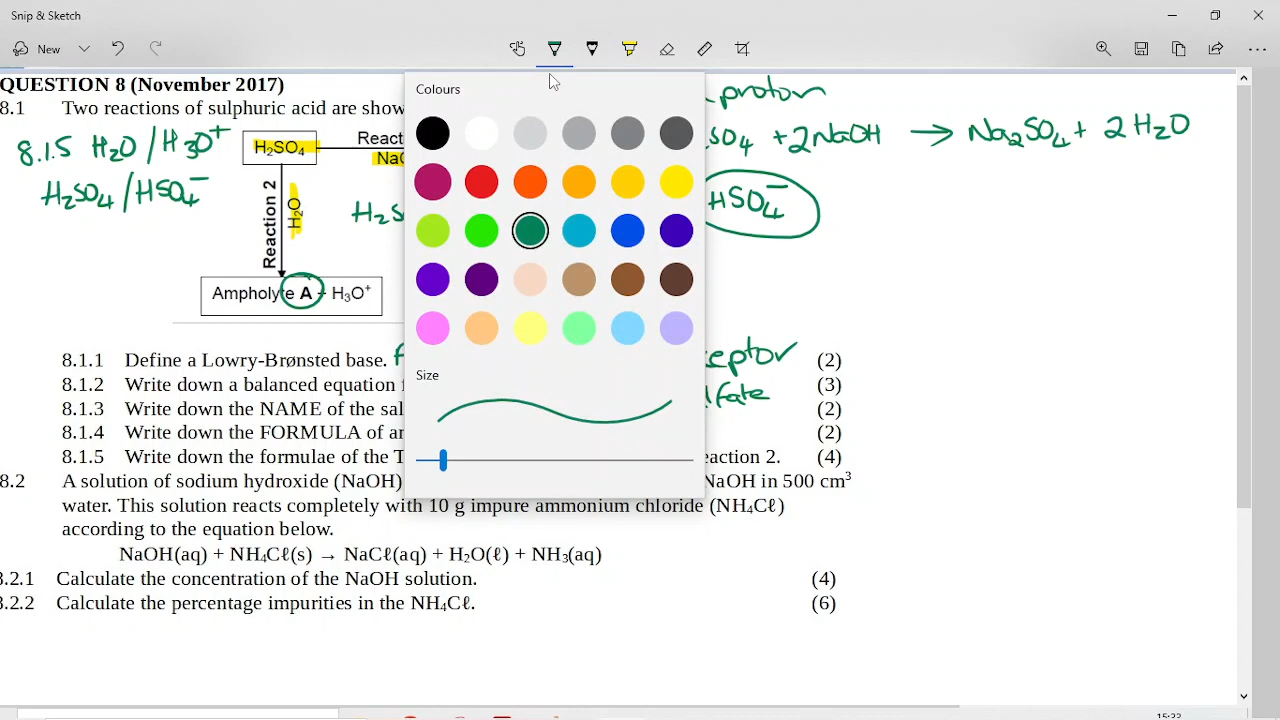 Snip & Sketch
New
QUESTION 8 (November 2017)
8.1 Two reactions of sulphuric acid are show
8.1.5 H₂O / H₃O⁺
H₂SO₄ / HSO₄⁻
H₂SO₄
Reac
NaO
Reaction 2
H₂O
H₂S
Ampholyte A + H₃O⁺
Colours
Size
proton
SO₄ + 2NaOH → Na₂SO₄ + 2H₂O
HSO₄⁻
8.1.1 Define a Lowry-Brønsted base. eptor (2)
8.1.2 Write down a balanced equation f lfate (3)
8.1.3 Write down the NAME of the sal (2)
8.1.4 Write down the FORMULA of an (2)
8.1.5 Write down the formulae of the T eaction 2. (4)
8.2 A solution of sodium hydroxide (NaOH) NaOH in 500 cm³
water. This solution reacts completely with 10 g impure ammonium chloride (NH₄Cℓ)
according to the equation below.
NaOH(aq) + NH₄Cℓ(s) → NaCℓ(aq) + H₂O(ℓ) + NH₃(aq)
8.2.1 Calculate the concentration of the NaOH solution. (4)
8.2.2 Calculate the percentage impurities in the NH₄Cℓ. (6)